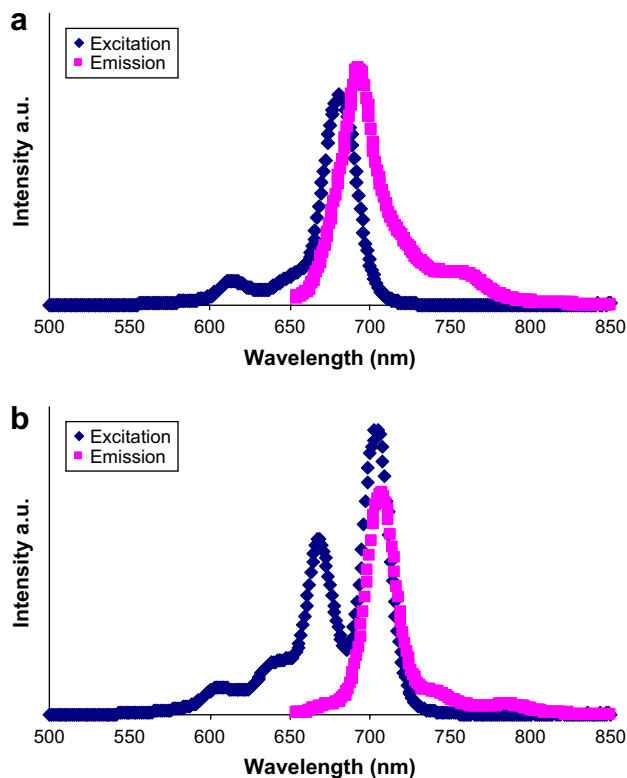 a
Excitation
Emission
Intensity a.u.
500 550 600 650 700 750 800 850
Wavelength (nm)
b
Excitation
Emission
Intensity a.u.
500 550 600 650 700 750 800 850
Wavelength (nm)